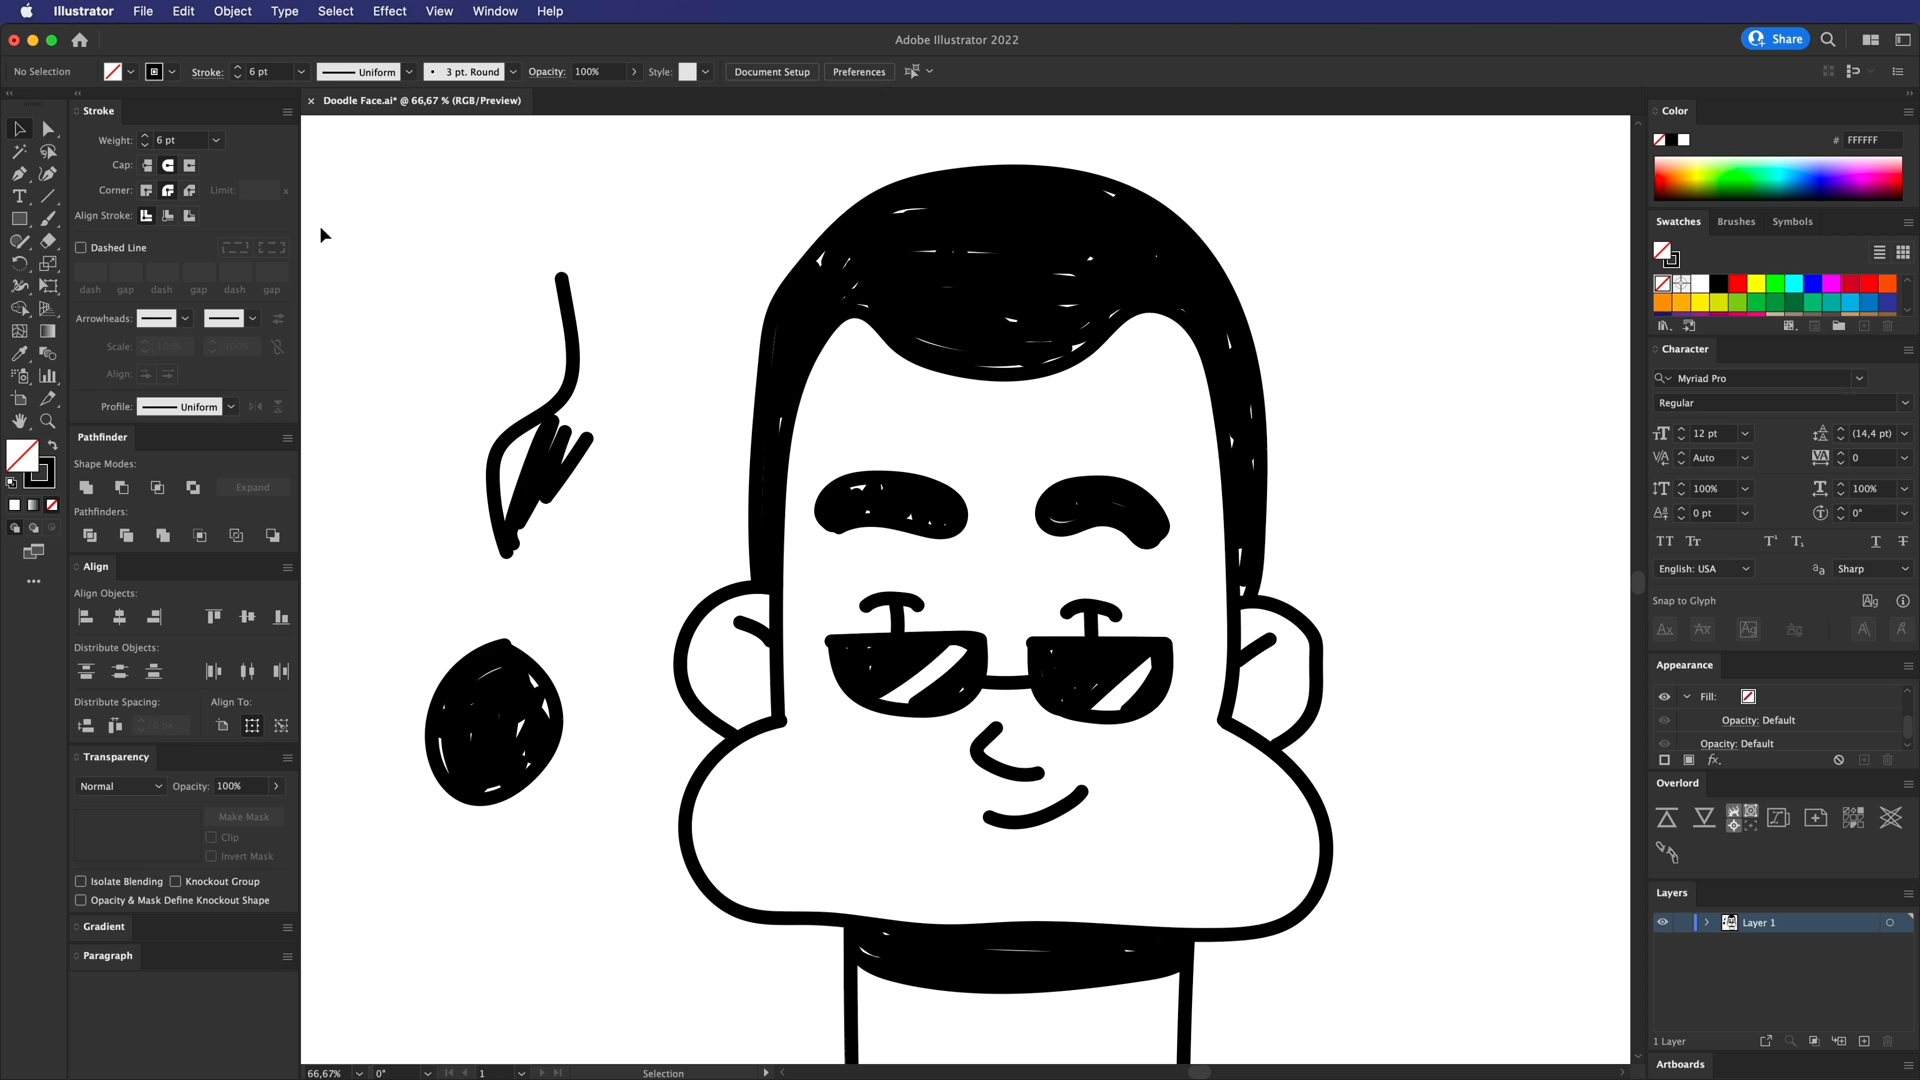 Illustrator File Edit Object Type Select Effect View Window Help
Adobe Illustrator 2022
Share
No Selection Stroke: 6 pt Uniform 3 pt. Round Opacity: 100% Style: Document Setup Preferences
Doodle Face.ai* @ 66,67 % (RGB/Preview)
Stroke
Weight: 6 pt
Cap:
Corner: Limit: x
Align Stroke:
Dashed Line
dash gap dash gap dash gap
Arrowheads:
Scale: 100% 100%
Align:
Profile: Uniform
Pathfinder
Shape Modes:
Expand
Pathfinders:
Align
Align Objects:
Distribute Objects:
Distribute Spacing: Align To:
0 px
Transparency
Normal Opacity: 100%
Make Mask
Clip
Invert Mask
Isolate Blending Knockout Group
Opacity & Mask Define Knockout Shape
Gradient
Paragraph
66,67% 0° 1 Selection
Color
# FFFFFF
Swatches Brushes Symbols
Character
Myriad Pro
Regular
12 pt (14,4 pt)
Auto 0
100% 100%
0 pt 0°
English: USA Sharp
Snap to Glyph
Appearance
Fill:
Opacity: Default
Opacity: Default
Overlord
Layers
Layer 1
1 Layer
Artboards